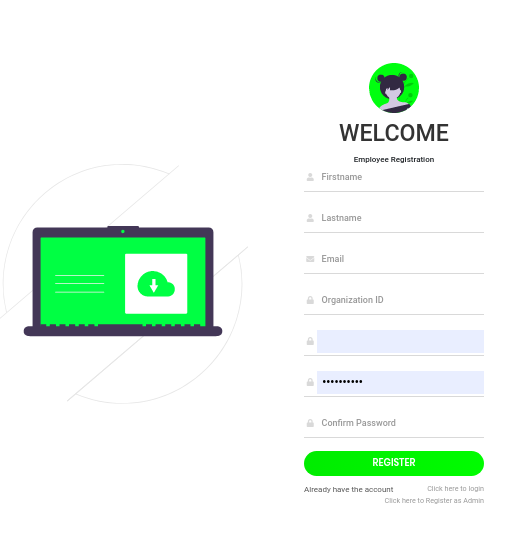 WELCOME
Employee Registration
Firstname
Lastname
Email
Organization ID
••••••••••
Confirm Password
REGISTER
Already have the account Click here to login
Click here to Register as Admin